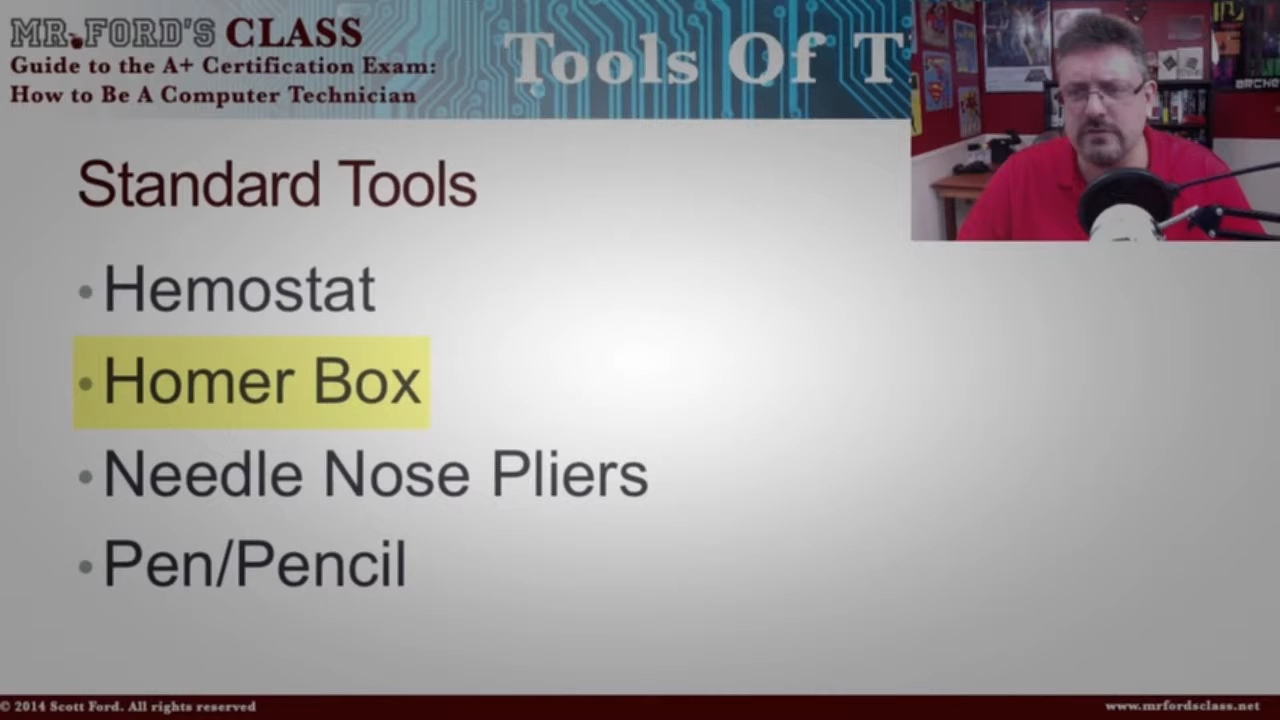 MR. FORD'S CLASS
Guide to the A+ Certification Exam:
How to Be A Computer Technician
Tools Of T
Standard Tools
• Hemostat
• Homer Box
• Needle Nose Pliers
• Pen/Pencil
© 2014 Scott Ford. All rights reserved
www.mrfordsclass.net